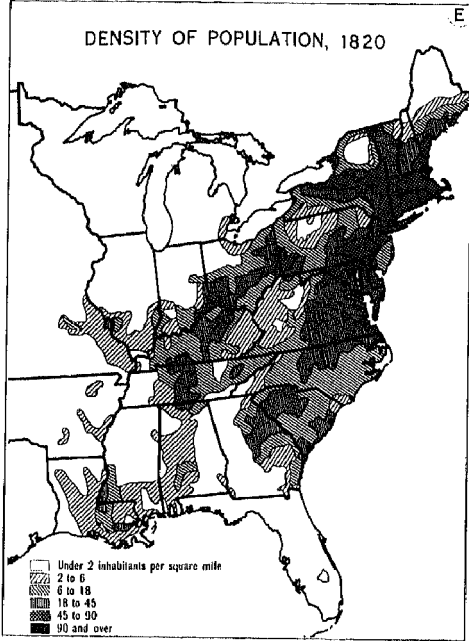 E
DENSITY OF POPULATION, 1820
Under 2 inhabitants per square mile
2 to 6
6 to 18
18 to 45
45 to 90
90 and over